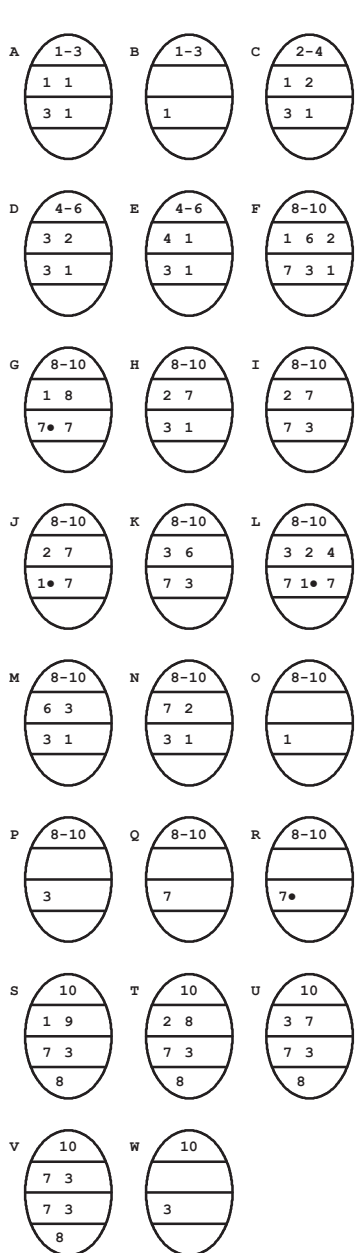 A 1-3 B 1-3 C 2-4
1 1 1 2
3 1 1 3 1
D 4-6 E 4-6 F 8-10
3 2 4 1 1 6 2
3 1 3 1 7 3 1
G 8-10 H 8-10 I 8-10
1 8 2 7 2 7
7• 7 3 1 7 3
J 8-10 K 8-10 L 8-10
2 7 3 6 3 2 4
1• 7 7 3 7 1• 7
M 8-10 N 8-10 O 8-10
6 3 7 2
3 1 3 1 1
P 8-10 Q 8-10 R 8-10
3 7 7•
S 10 T 10 U 10
1 9 2 8 3 7
7 3 7 3 7 3
8 8 8
V 10 W 10
7 3
7 3 3
8